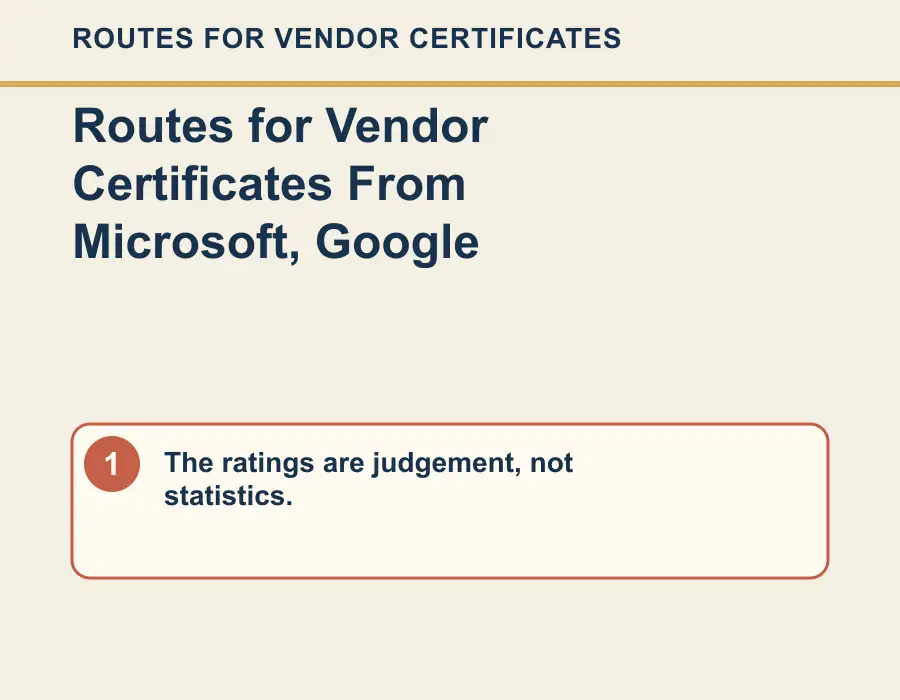 ROUTES FOR VENDOR CERTIFICATES
Routes for Vendor
Certificates From
Microsoft, Google
1
The ratings are judgement, not
statistics.